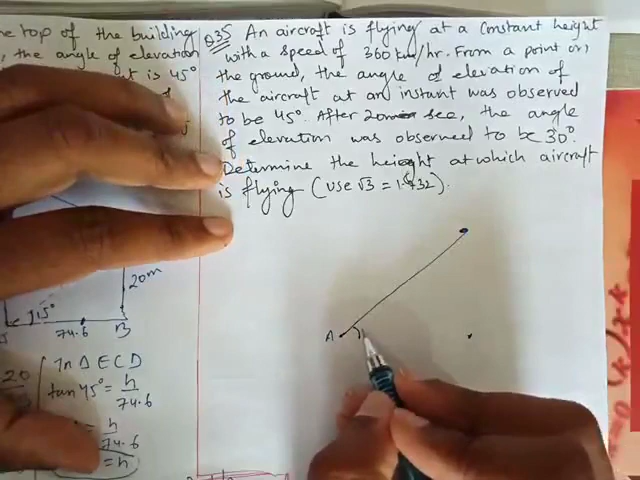 he top of the building
, the angle of elevation
it is 45°
15°
74.6
B
20m
20
In Δ ECD
tan 45° = h/74.6
h/74.6
= h
Q35 An aircraft is flying at a constant height
with a speed of 360 km/hr. From a point on
the ground, the angle of elevation of
the aircraft at an instant was observed
to be 45°. After 20 sec, the angle
of elevation was observed to be 30°.
Determine the height at which aircraft
is flying (use √3 = 1.732).
A